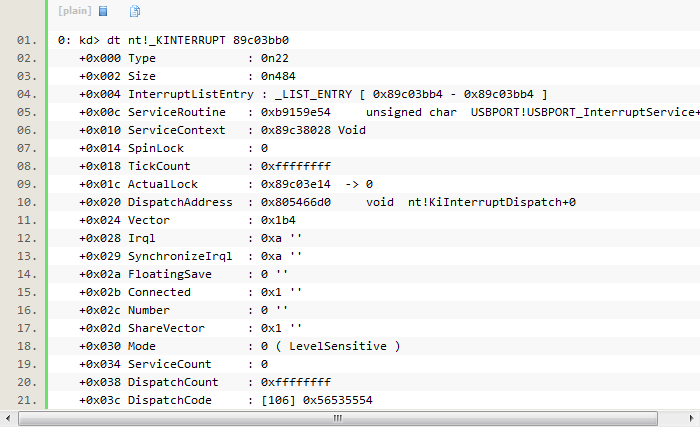 [plain]
01. 0: kd> dt nt!_KINTERRUPT 89c03bb0
02. +0x000 Type : 0n22
03. +0x002 Size : 0n484
04. +0x004 InterruptListEntry : _LIST_ENTRY [ 0x89c03bb4 - 0x89c03bb4 ]
05. +0x00c ServiceRoutine : 0xb9159e54 unsigned char USBPORT!USBPORT_InterruptService+
06. +0x010 ServiceContext : 0x89c38028 Void
07. +0x014 SpinLock : 0
08. +0x018 TickCount : 0xffffffff
09. +0x01c ActualLock : 0x89c03e14 -> 0
10. +0x020 DispatchAddress : 0x805466d0 void nt!KiInterruptDispatch+0
11. +0x024 Vector : 0x1b4
12. +0x028 Irql : 0xa ''
13. +0x029 SynchronizeIrql : 0xa ''
14. +0x02a FloatingSave : 0 ''
15. +0x02b Connected : 0x1 ''
16. +0x02c Number : 0 ''
17. +0x02d ShareVector : 0x1 ''
18. +0x030 Mode : 0 ( LevelSensitive )
19. +0x034 ServiceCount : 0
20. +0x038 DispatchCount : 0xffffffff
21. +0x03c DispatchCode : [106] 0x56535554